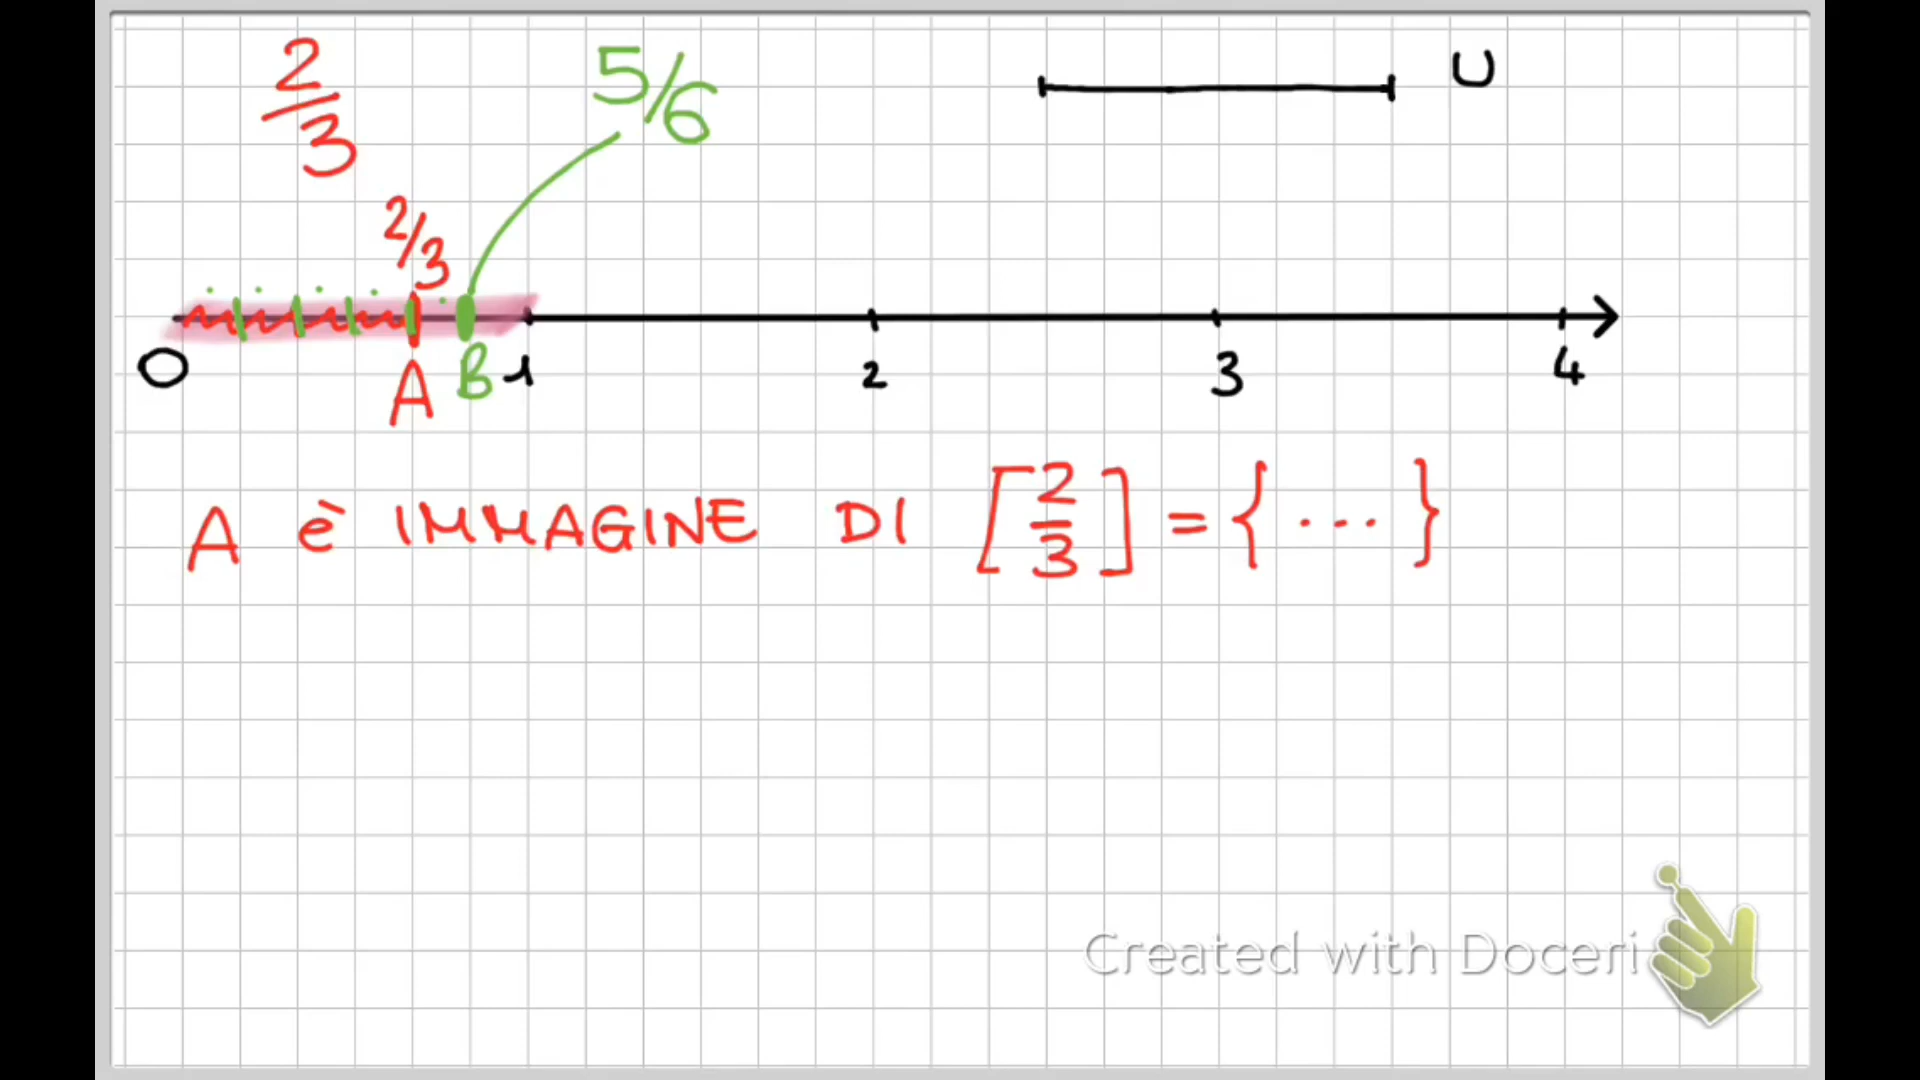 2/3
5/6
U
2/3
0 A B 1 2 3 4
A è IMMAGINE DI [2/3] = {...}
Created with Doceri